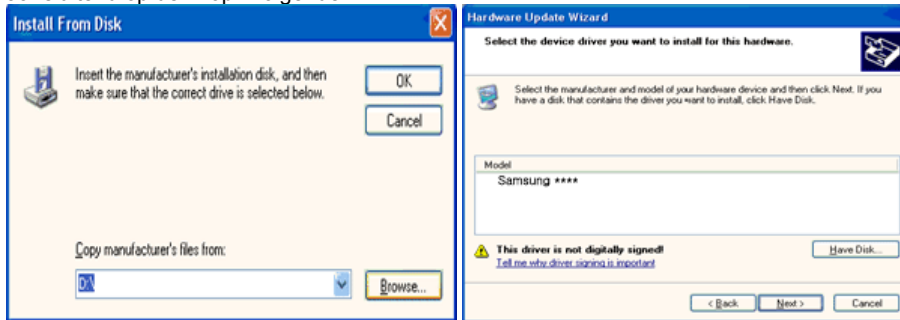 Install From Disk
Insert the manufacturer's installation disk, and then
make sure that the correct drive is selected below.
OK
Cancel
Copy manufacturer's files from:
D:\
Browse...
Hardware Update Wizard
Select the device driver you want to install for this hardware.
Select the manufacturer and model of your hardware device and then click Next. If you
have a disk that contains the driver you want to install, click Have Disk.
Model
Samsung ****
This driver is not digitally signed!
Tell me why driver signing is important
Have Disk...
< Back
Next >
Cancel